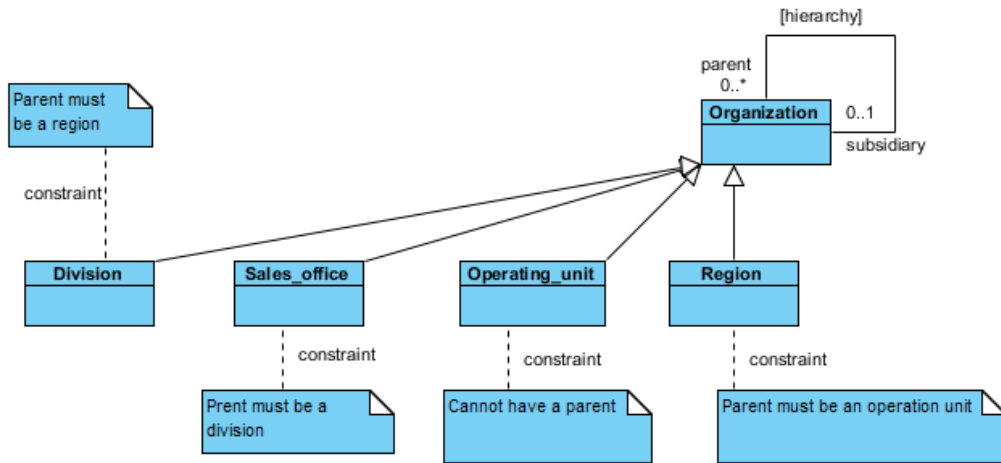 [hierarchy]
parent
0..*
Organization
0..1
subsidiary
Parent must
be a region
constraint
Division
Sales_office
Operating_unit
Region
constraint
constraint
constraint
Prent must be a
division
Cannot have a parent
Parent must be an operation unit